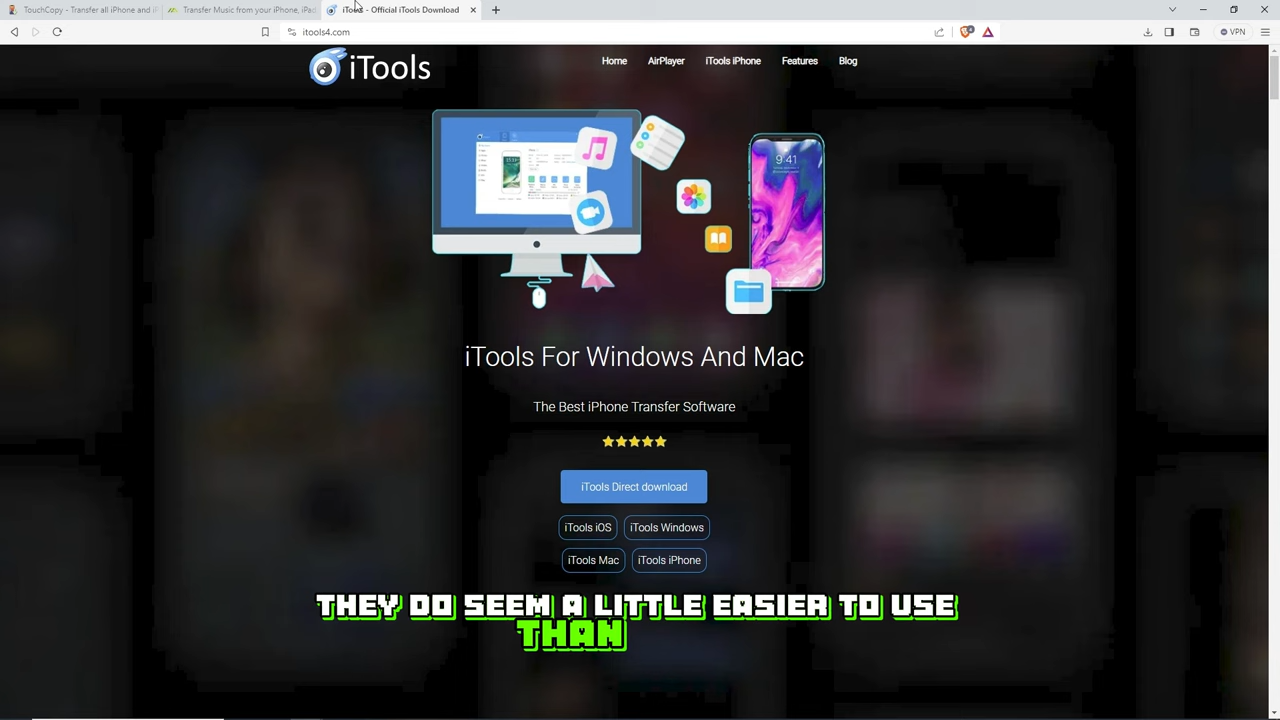 TouchCopy - Transfer all iPhone and iP
Transfer Music from your iPhone, iPad
iTools - Official iTools Download
itools4.com
VPN
iTools
Home
AirPlayer
iTools iPhone
Features
Blog
9:41
iTools For Windows And Mac
The Best iPhone Transfer Software
iTools Direct download
iTools iOS
iTools Windows
iTools Mac
iTools iPhone
THEY DO SEEM A LITTLE EASIER TO USE
THAN